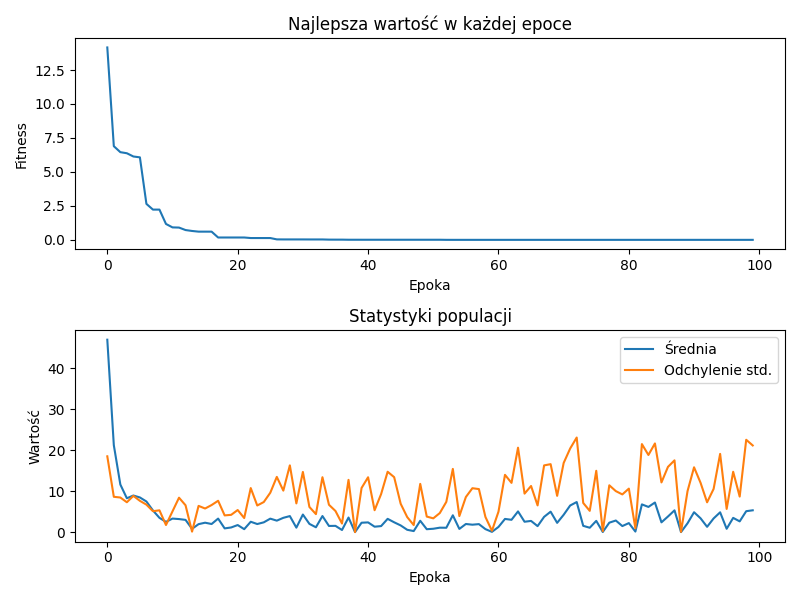 Najlepsza wartość w każdej epoce
12.5
10.0
7.5
5.0
2.5
0.0
Fitness
0 20 40 60 80 100
Epoka
Statystyki populacji
40
30
20
10
0
Wartość
Średnia
Odchylenie std.
0 20 40 60 80 100
Epoka